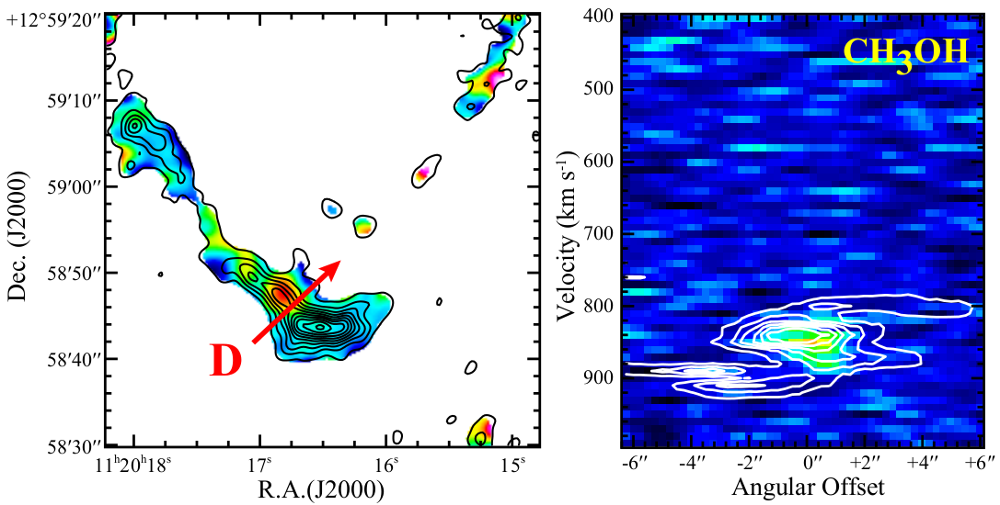 +12°59′20″
59′10″
59′00″
58′50″
58′40″
58′30″
Dec. (J2000)
D
11ʰ20ᵐ18ˢ 17ˢ 16ˢ 15ˢ
R.A.(J2000)
CH₃OH
400
500
600
700
800
900
Velocity (km s⁻¹)
-6″ -4″ -2″ 0″ +2″ +4″ +6″
Angular Offset